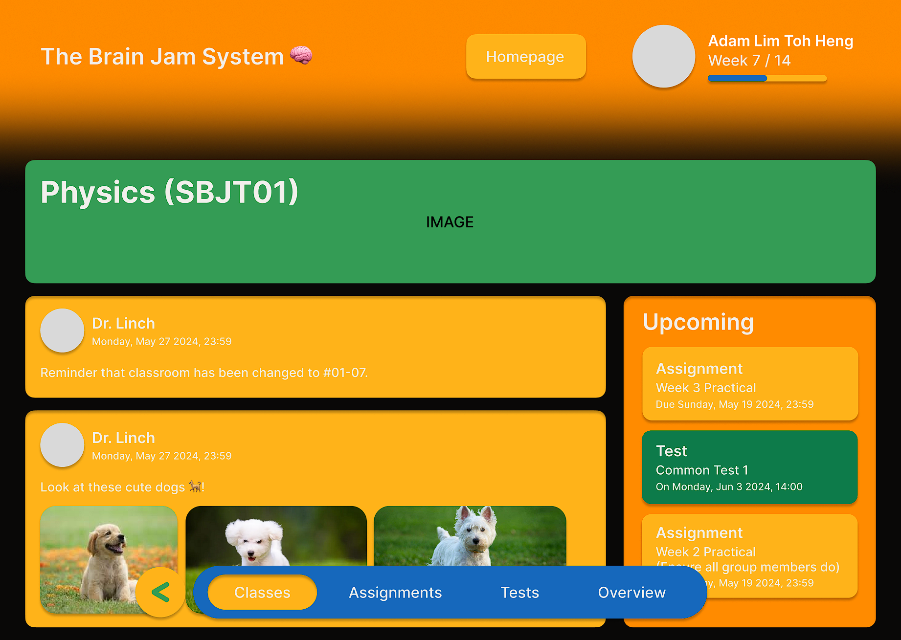 The Brain Jam System 🧠
Homepage
Adam Lim Toh Heng
Week 7 / 14
Physics (SBJT01)
IMAGE
Dr. Linch
Monday, May 27 2024, 23:59
Reminder that classroom has been changed to #01-07.
Dr. Linch
Monday, May 27 2024, 23:59
Look at these cute dogs 🐕!
Upcoming
Assignment
Week 3 Practical
Due Sunday, May 19 2024, 23:59
Test
Common Test 1
On Monday, Jun 3 2024, 14:00
Assignment
Week 2 Practical
(Ensure all group members do)
May 19 2024, 23:59
<
Classes
Assignments
Tests
Overview